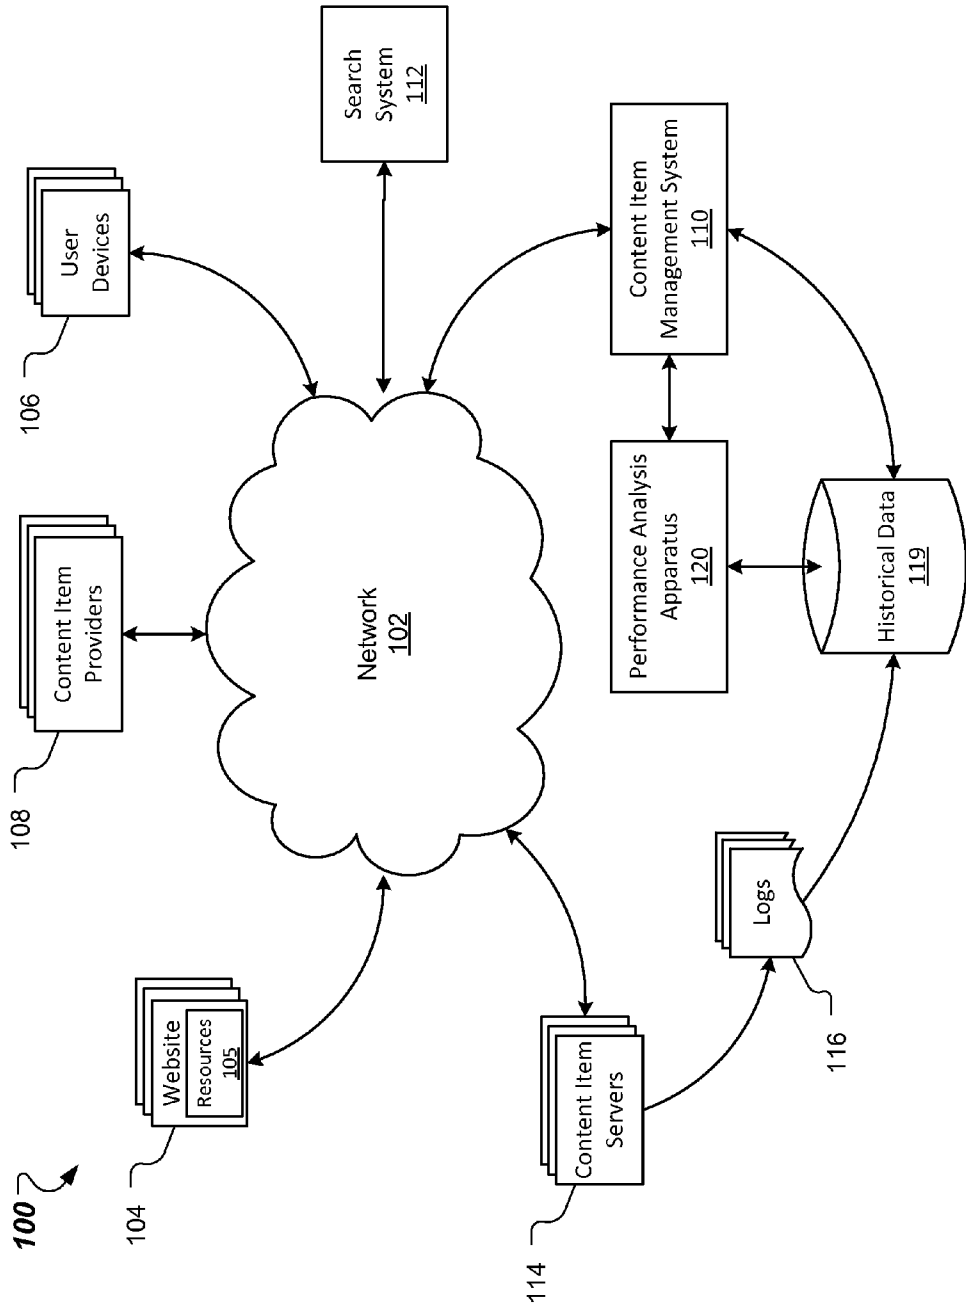 100
104
Website
Resources
105
108
Content Item
Providers
106
User
Devices
Network
102
Search
System
112
114
Content Item
Servers
Logs
116
Performance Analysis
Apparatus
120
Content Item
Management System
110
Historical Data
119